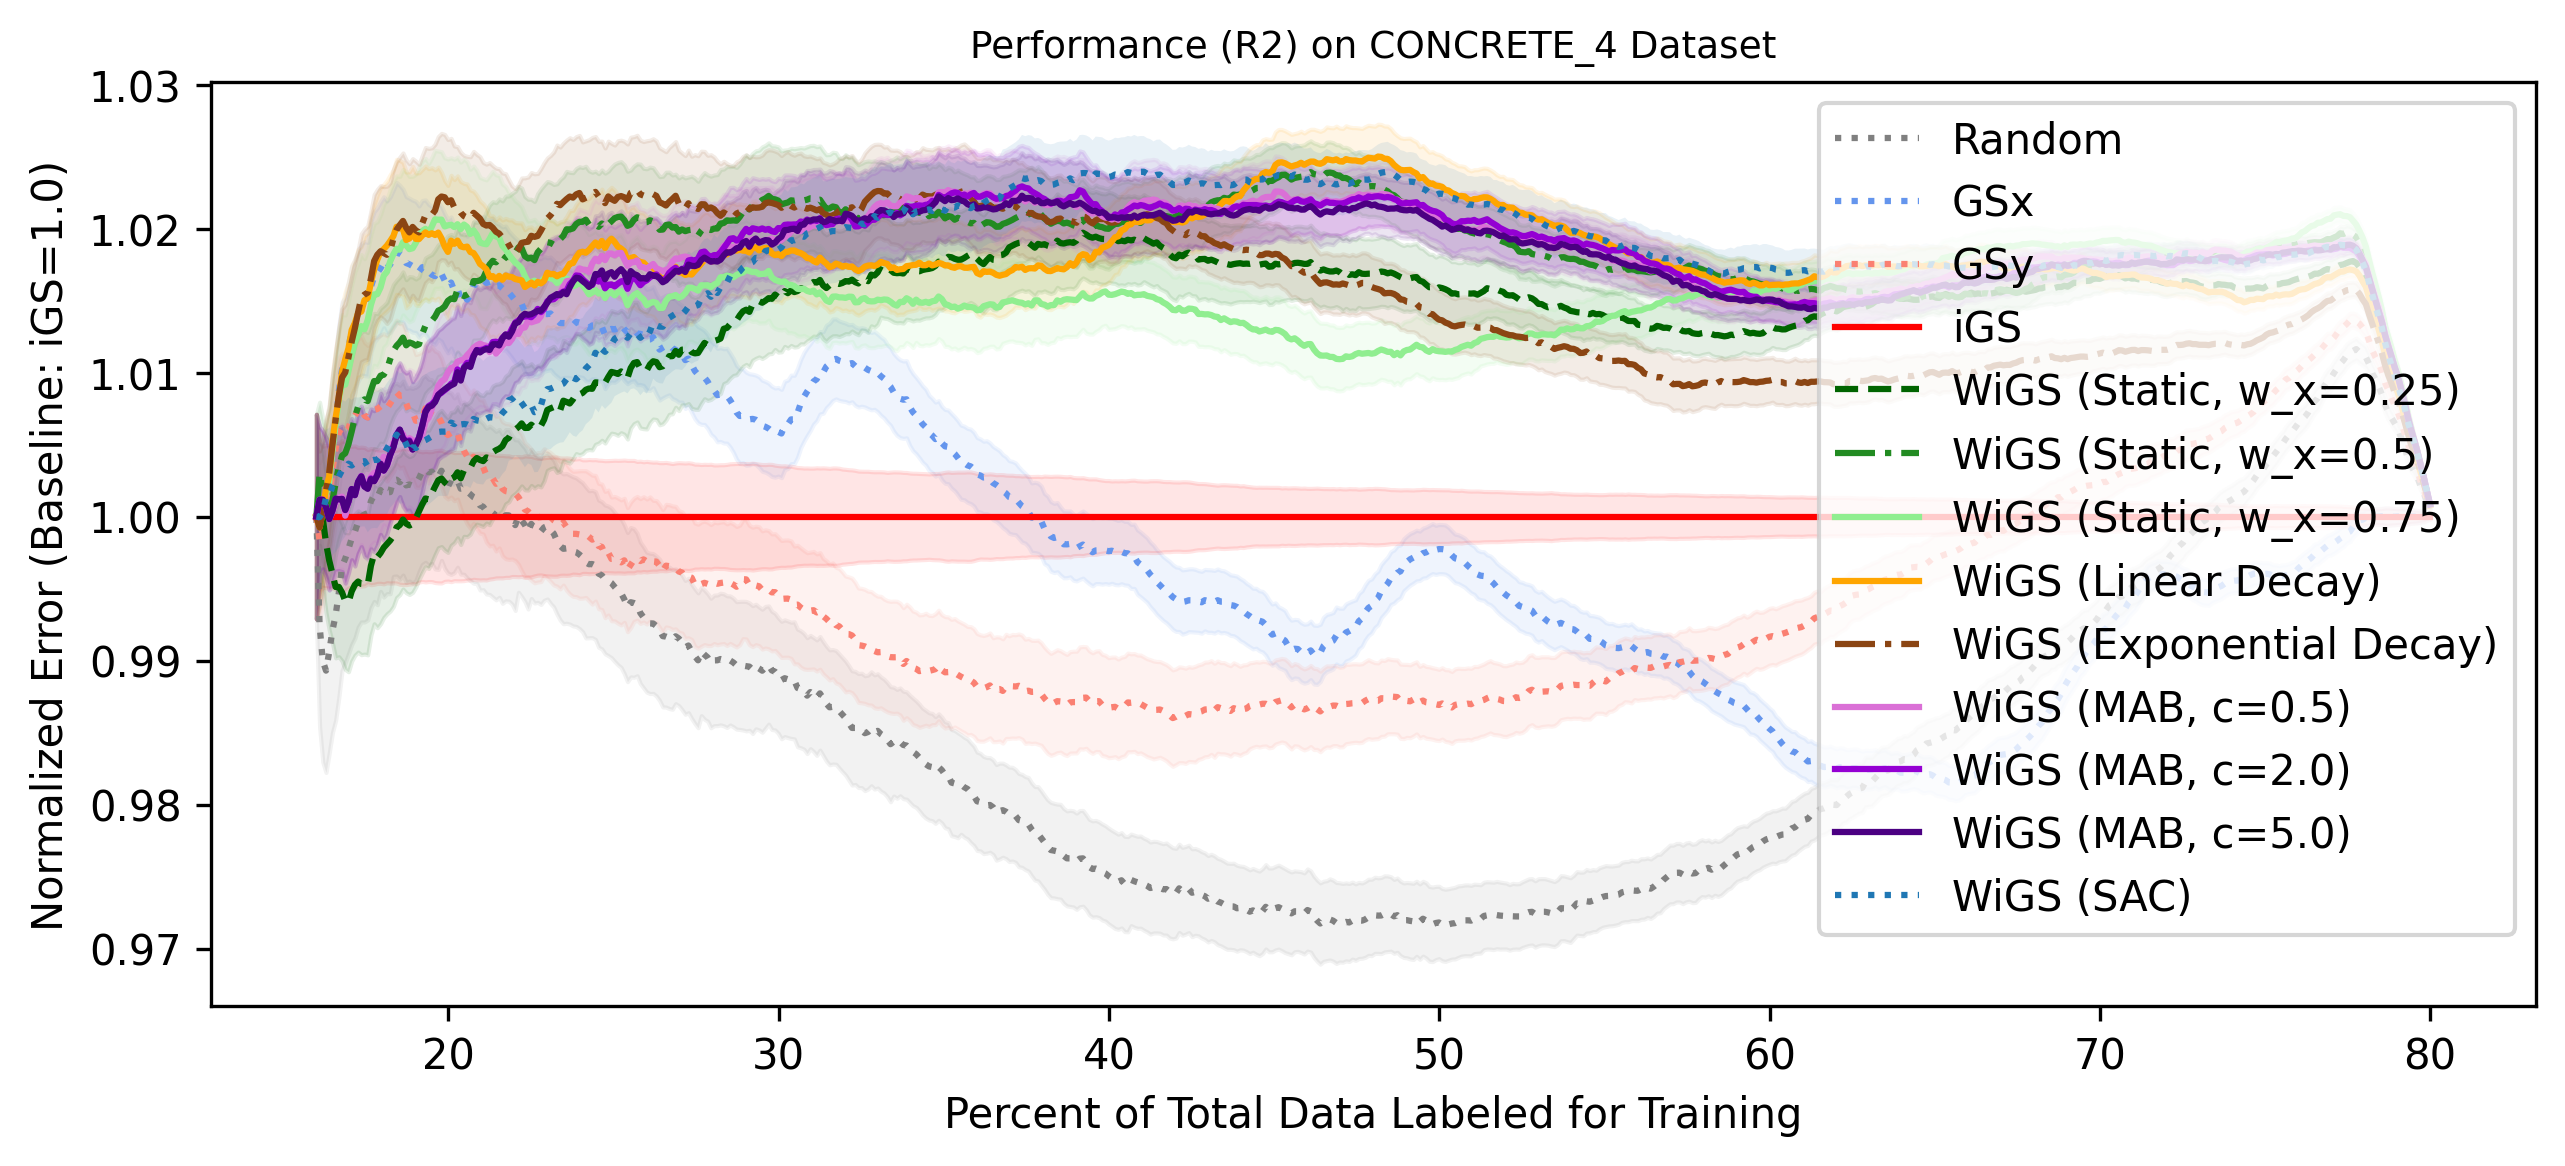 Performance (R2) on CONCRETE_4 Dataset
Normalized Error (Baseline: iGS=1.0)
1.03
1.02
1.01
1.00
0.99
0.98
0.97
Random
GSx
GSy
iGS
WiGS (Static, w_x=0.25)
WiGS (Static, w_x=0.5)
WiGS (Static, w_x=0.75)
WiGS (Linear Decay)
WiGS (Exponential Decay)
WiGS (MAB, c=0.5)
WiGS (MAB, c=2.0)
WiGS (MAB, c=5.0)
WiGS (SAC)
20 30 40 50 60 70 80
Percent of Total Data Labeled for Training